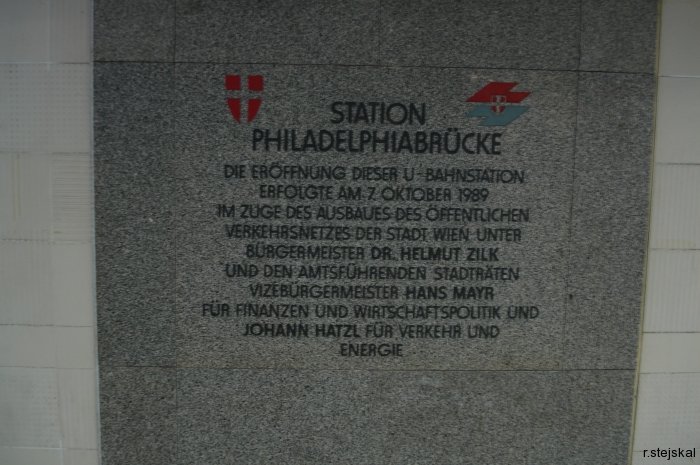 STATION
PHILADELPHIABRÜCKE
DIE ERÖFFNUNG DIESER U-BAHNSTATION
ERFOLGTE AM 7. OKTOBER 1989
IM ZUGE DES AUSBAUES DES ÖFFENTLICHEN
VERKEHRSNETZES DER STADT WIEN UNTER
BÜRGERMEISTER DR. HELMUT ZILK
UND DEN AMTSFÜHRENDEN STADTRÄTEN
VIZEBÜRGERMEISTER HANS MAYR
FÜR FINANZEN UND WIRTSCHAFTSPOLITIK UND
JOHANN HATZL FÜR VERKEHR UND
ENERGIE
r.stejskal